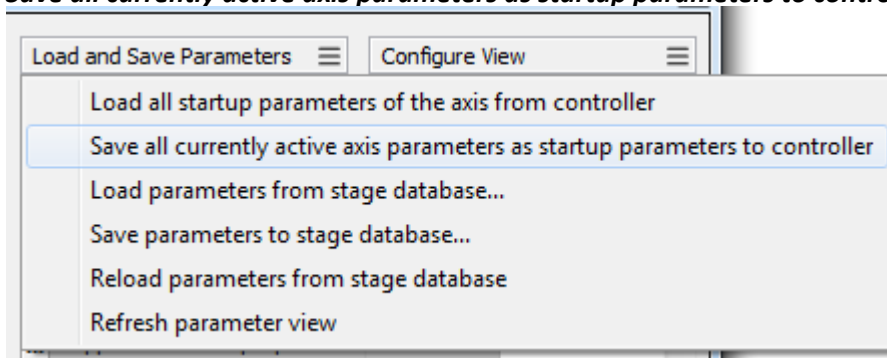 Save all currently active axis parameters as startup parameters to
Load and Save Parameters
Configure View
Load all startup parameters of the axis from controller
Save all currently active axis parameters as startup parameters to controller
Load parameters from stage database...
Save parameters to stage database...
Reload parameters from stage database
Refresh parameter view